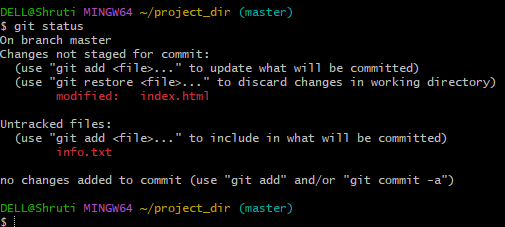 DELL@Shruti MINGW64 ~/project_dir (master)
$ git status
On branch master
Changes not staged for commit:
  (use "git add <file>..." to update what will be committed)
  (use "git restore <file>..." to discard changes in working directory)
        modified:   index.html

Untracked files:
  (use "git add <file>..." to include in what will be committed)
        info.txt

no changes added to commit (use "git add" and/or "git commit -a")

DELL@Shruti MINGW64 ~/project_dir (master)
$